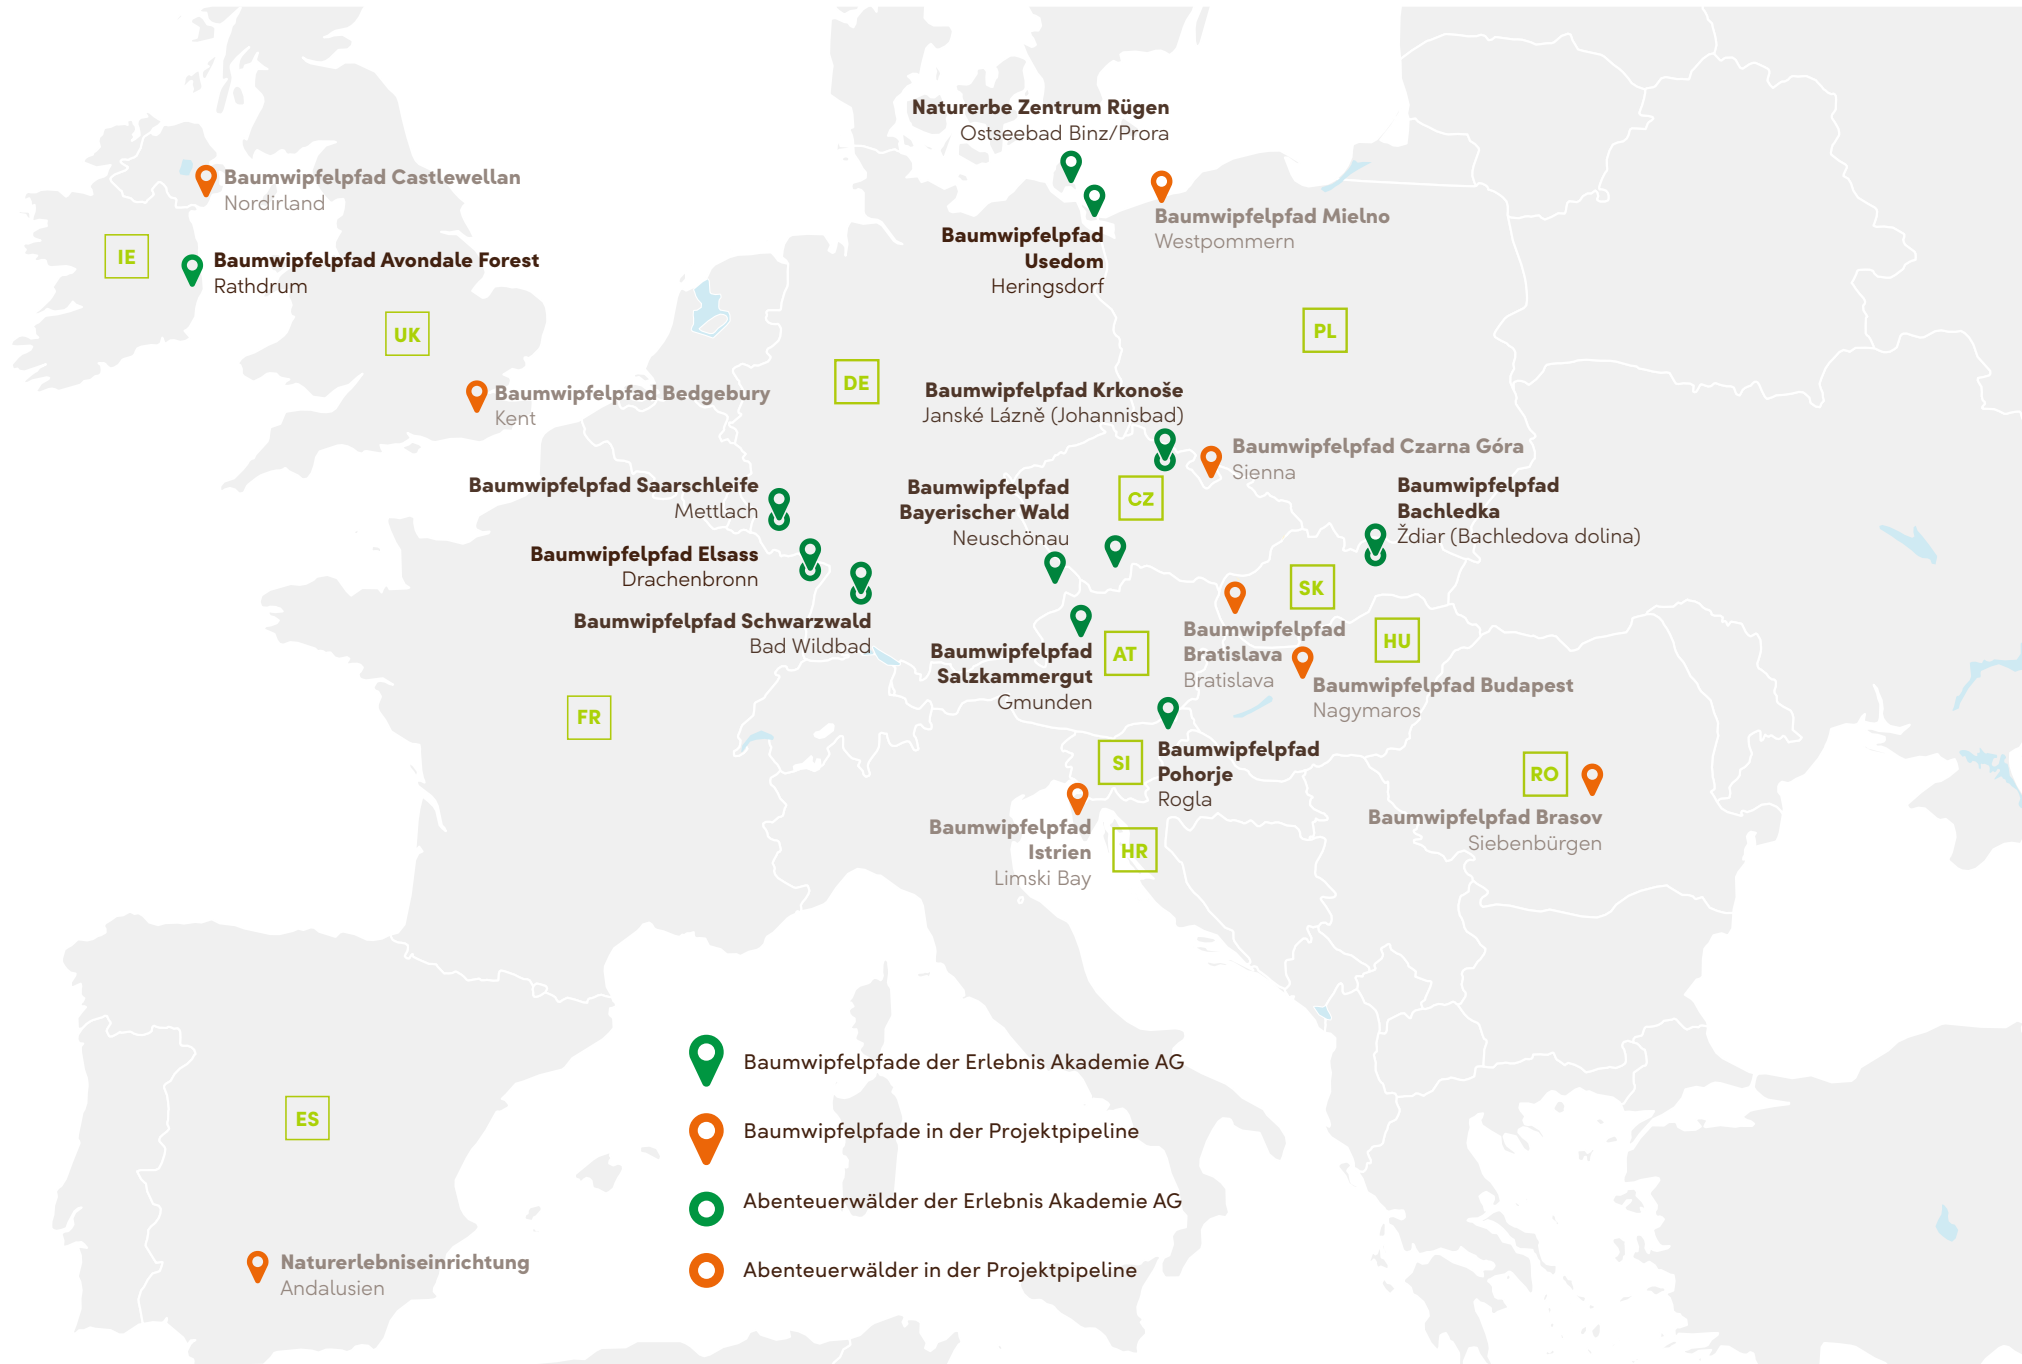 Naturerbe Zentrum Rügen
Ostseebad Binz/Prora
Baumwipfelpfad Castlewellan
Nordirland
Baumwipfelpfad Mielno
Westpommern
Baumwipfelpfad
Usedom
Heringsdorf
IE
Baumwipfelpfad Avondale Forest
Rathdrum
UK
PL
DE
Baumwipfelpfad Bedgebury
Kent
Baumwipfelpfad Krkonoše
Janské Lázně (Johannisbad)
Baumwipfelpfad Czarna Góra
Sienna
Baumwipfelpfad Saarschleife
Mettlach
Baumwipfelpfad
Bayerischer Wald
Neuschönau
CZ
Baumwipfelpfad
Bachledka
Ždiar (Bachledova dolina)
Baumwipfelpfad Elsass
Drachenbronn
SK
Baumwipfelpfad Schwarzwald
Bad Wildbad
Baumwipfelpfad
Salzkammergut
Gmunden
AT
Baumwipfelpfad
Bratislava
Bratislava
HU
Baumwipfelpfad Budapest
Nagymaros
FR
SI
Baumwipfelpfad
Pohorje
Rogla
RO
Baumwipfelpfad Brasov
Siebenbürgen
Baumwipfelpfad
Istrien
Limski Bay
HR
Baumwipfelpfade der Erlebnis Akademie AG
Baumwipfelpfade in der Projektpipeline
Abenteuerwälder der Erlebnis Akademie AG
Abenteuerwälder in der Projektpipeline
ES
Naturerlebniseinrichtung
Andalusien